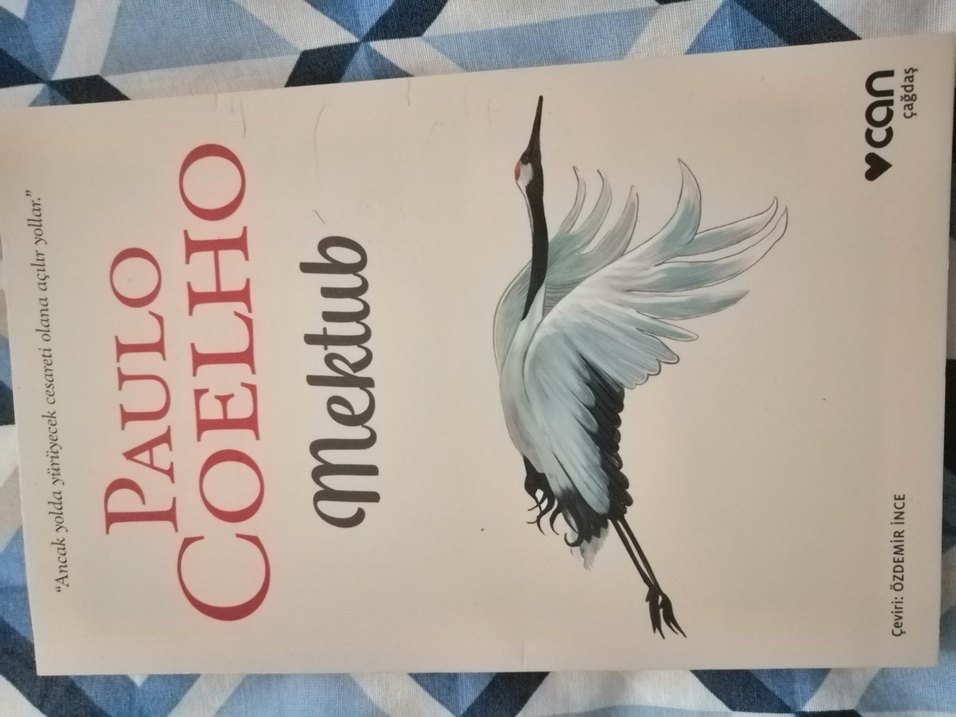 “Ancak yolda yürüyecek cesareti olana açılır yollar.”
PAULO
COELHO
Mektub
Çeviri: ÖZDEMİR İNCE
can
çağdaş